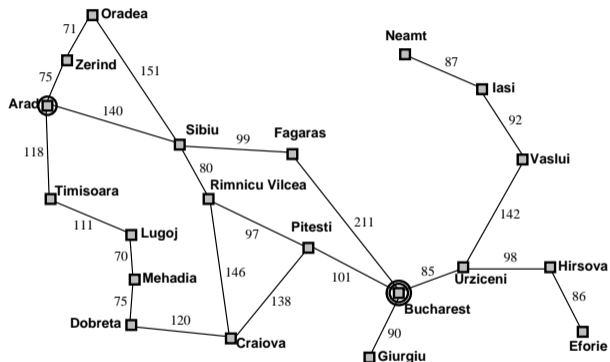 Oradea
71
Neamt
87
Zerind
151
75
Iasi
Arad
140
92
Sibiu
99
Fagaras
118
80
Vaslui
Rimnicu Vilcea
Timisoara
111
97
211
142
Lugoj
Pitesti
70
98
Hirsova
146
101
85
Urziceni
Mehadia
138
86
75
Bucharest
120
Dobreta
90
Craiova
Eforie
Giurgiu